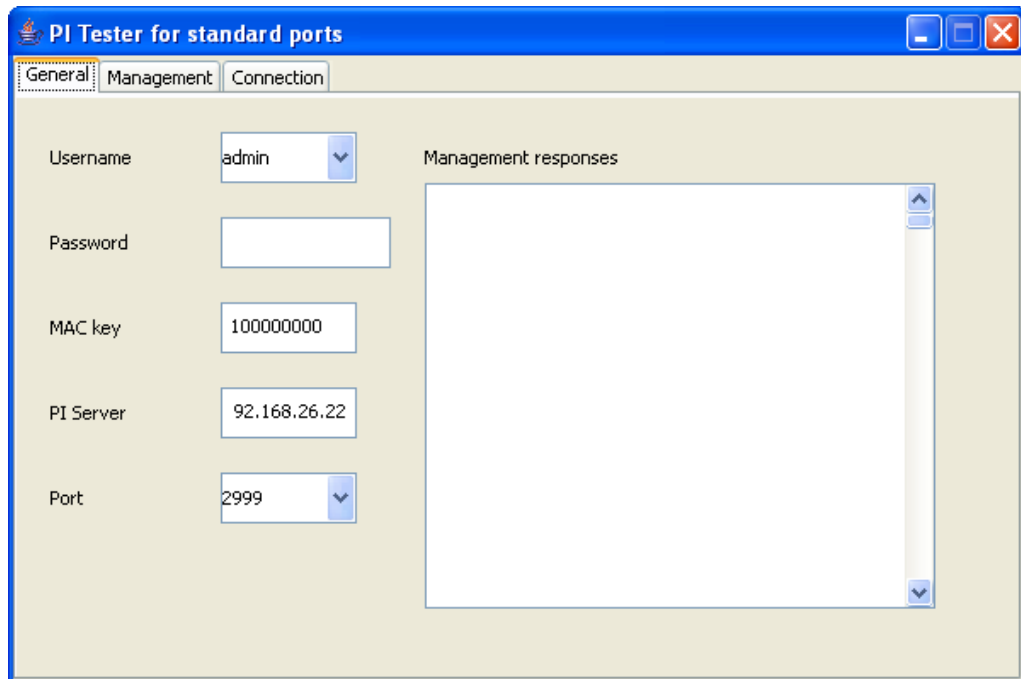 PI Tester for standard ports
General Management Connection
Username admin Management responses
Password
MAC key 100000000
PI Server 92.168.26.22
Port 2999